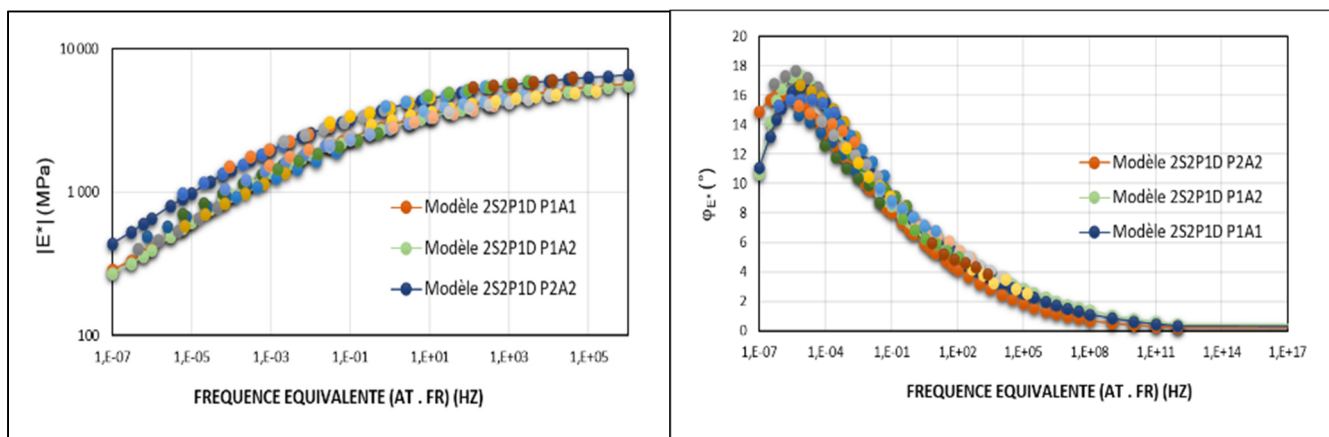 10 000
1 000
100
|E*| (MPa)
1,E-07 1,E-05 1,E-03 1,E-01 1,E+01 1,E+03 1,E+05
FREQUENCE EQUIVALENTE (AT . FR) (HZ)
Modèle 2S2P1D P1A1
Modèle 2S2P1D P1A2
Modèle 2S2P1D P2A2
20
18
16
14
12
10
8
6
4
2
0
φE* (°)
1,E-07 1,E-04 1,E-01 1,E+02 1,E+05 1,E+08 1,E+11 1,E+14 1,E+17
FREQUENCE EQUIVALENTE (AT . FR) (HZ)
Modèle 2S2P1D P2A2
Modèle 2S2P1D P1A2
Modèle 2S2P1D P1A1